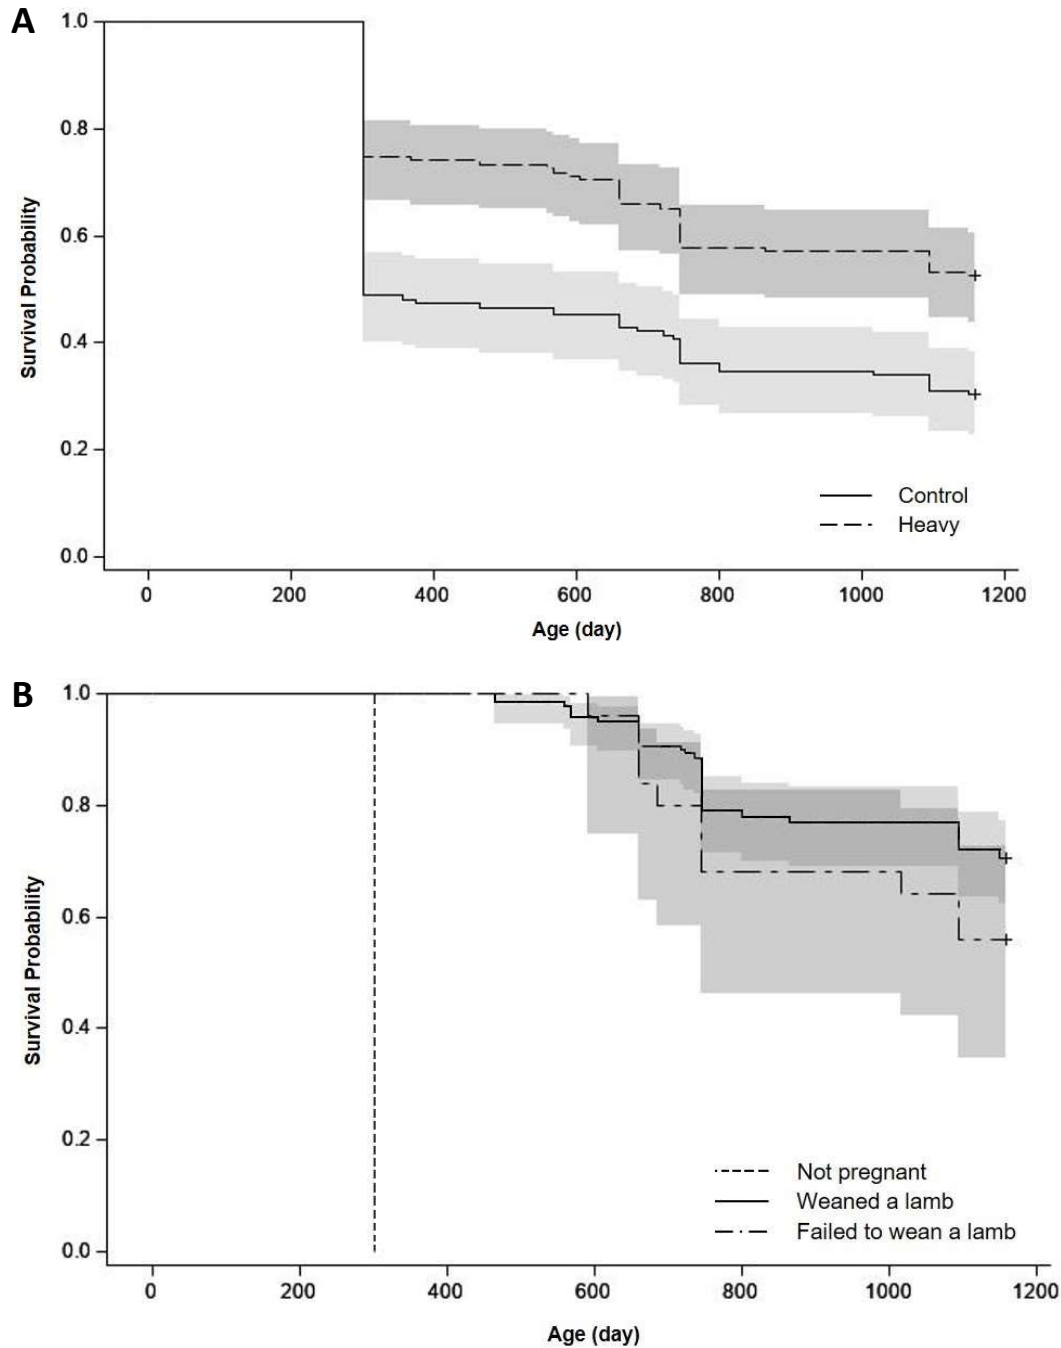 A
Survival Probability
1.0
0.8
0.6
0.4
0.2
0.0
Control
Heavy
0 200 400 600 800 1000 1200
Age (day)
B
Survival Probability
1.0
0.8
0.6
0.4
0.2
0.0
Not pregnant
Weaned a lamb
Failed to wean a lamb
0 200 400 600 800 1000 1200
Age (day)